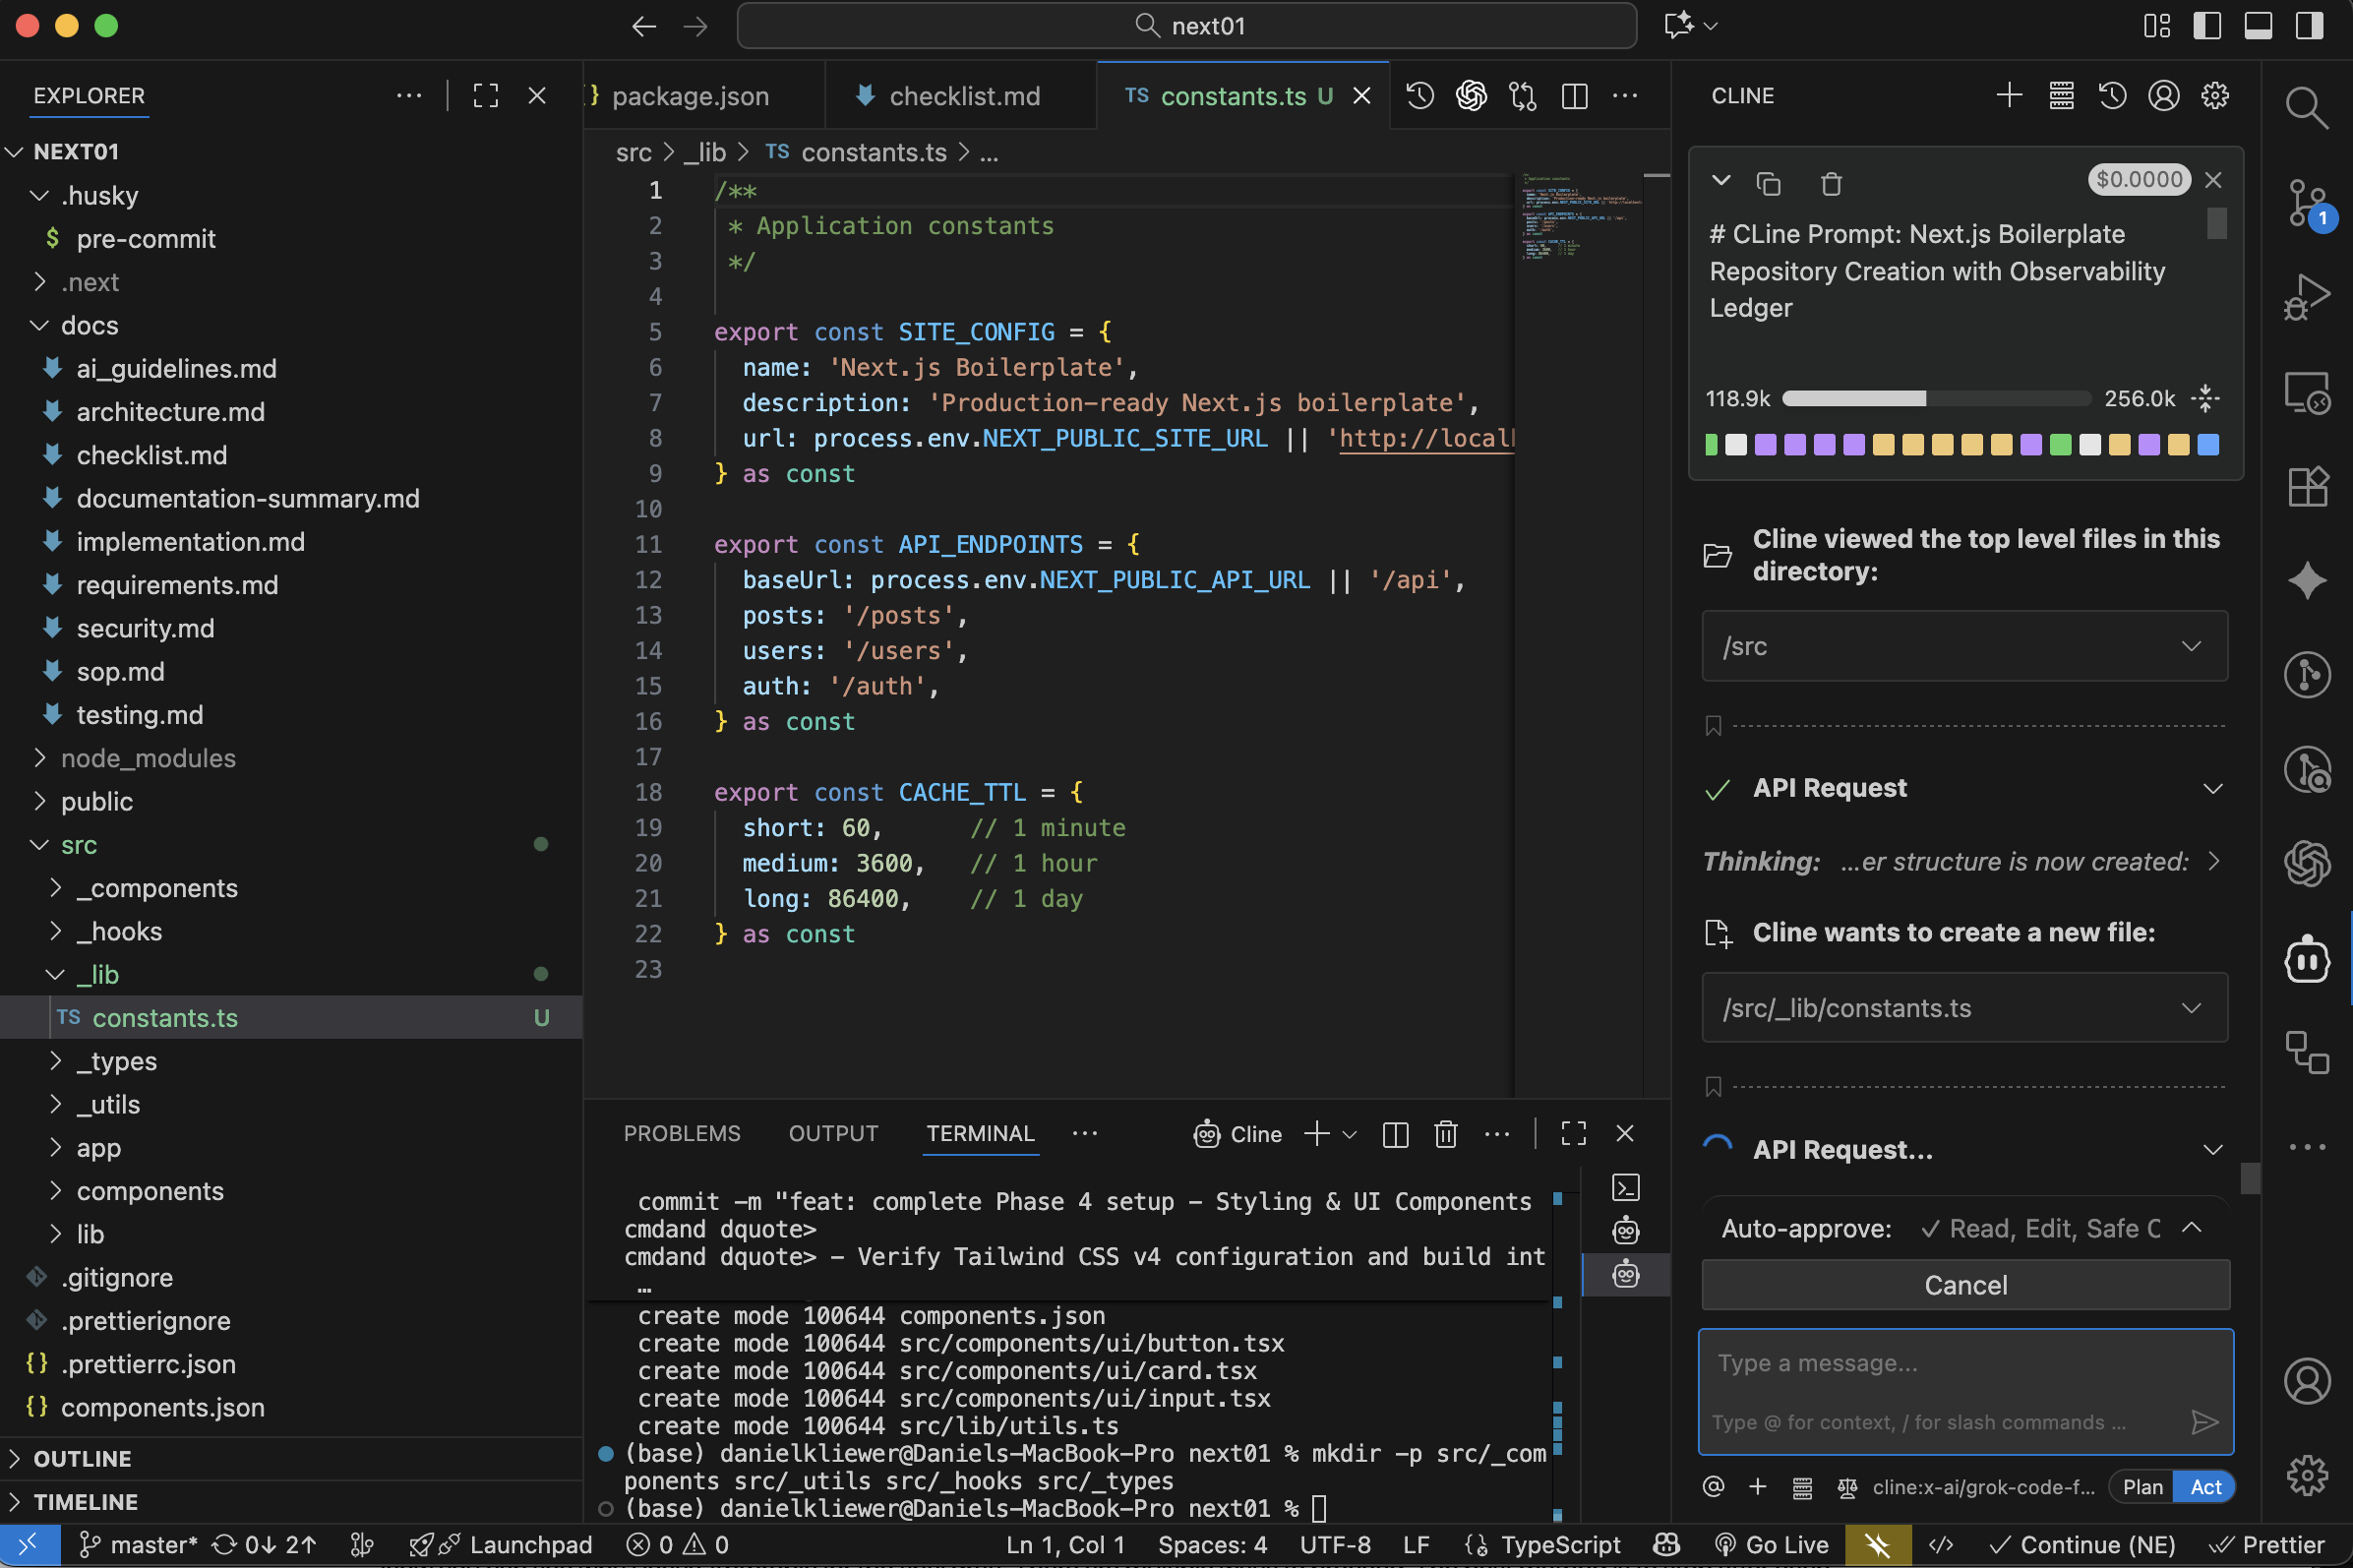 next01
EXPLORER
NEXT01
.husky
$ pre-commit
.next
docs
ai_guidelines.md
architecture.md
checklist.md
documentation-summary.md
implementation.md
requirements.md
security.md
sop.md
testing.md
node_modules
public
src
_components
_hooks
_lib
TS constants.ts U
_types
_utils
app
components
lib
.gitignore
.prettierignore
{} .prettierrc.json
{} components.json
OUTLINE
TIMELINE
} package.json
checklist.md
TS constants.ts U
src > _lib > TS constants.ts > ...
1 /**
2 * Application constants
3 */
4
5 export const SITE_CONFIG = {
6 name: 'Next.js Boilerplate',
7 description: 'Production-ready Next.js boilerplate',
8 url: process.env.NEXT_PUBLIC_SITE_URL || 'http://local
9 } as const
10
11 export const API_ENDPOINTS = {
12 baseUrl: process.env.NEXT_PUBLIC_API_URL || '/api',
13 posts: '/posts',
14 users: '/users',
15 auth: '/auth',
16 } as const
17
18 export const CACHE_TTL = {
19 short: 60, // 1 minute
20 medium: 3600, // 1 hour
21 long: 86400, // 1 day
22 } as const
23
PROBLEMS OUTPUT TERMINAL ... Cline
commit -m "feat: complete Phase 4 setup - Styling & UI Components
cmdand dquote>
cmdand dquote> - Verify Tailwind CSS v4 configuration and build int
…
create mode 100644 components.json
create mode 100644 src/components/ui/button.tsx
create mode 100644 src/components/ui/card.tsx
create mode 100644 src/components/ui/input.tsx
create mode 100644 src/lib/utils.ts
(base) danielkliewer@Daniels-MacBook-Pro next01 % mkdir -p src/_com
ponents src/_utils src/_hooks src/_types
(base) danielkliewer@Daniels-MacBook-Pro next01 %
CLINE
$0.0000
# CLine Prompt: Next.js Boilerplate
Repository Creation with Observability
Ledger
118.9k 256.0k
Cline viewed the top level files in this
directory:
/src
API Request
Thinking: ...er structure is now created:
Cline wants to create a new file:
/src/_lib/constants.ts
API Request...
Auto-approve: ✓ Read, Edit, Safe C
Cancel
Type a message...
Type @ for context, / for slash commands ...
@ + cline:x-ai/grok-code-f... Plan Act
1
master* 0↓ 2↑ Launchpad 0 0 Ln 1, Col 1 Spaces: 4 UTF-8 LF TypeScript Go Live Continue (NE) Prettier